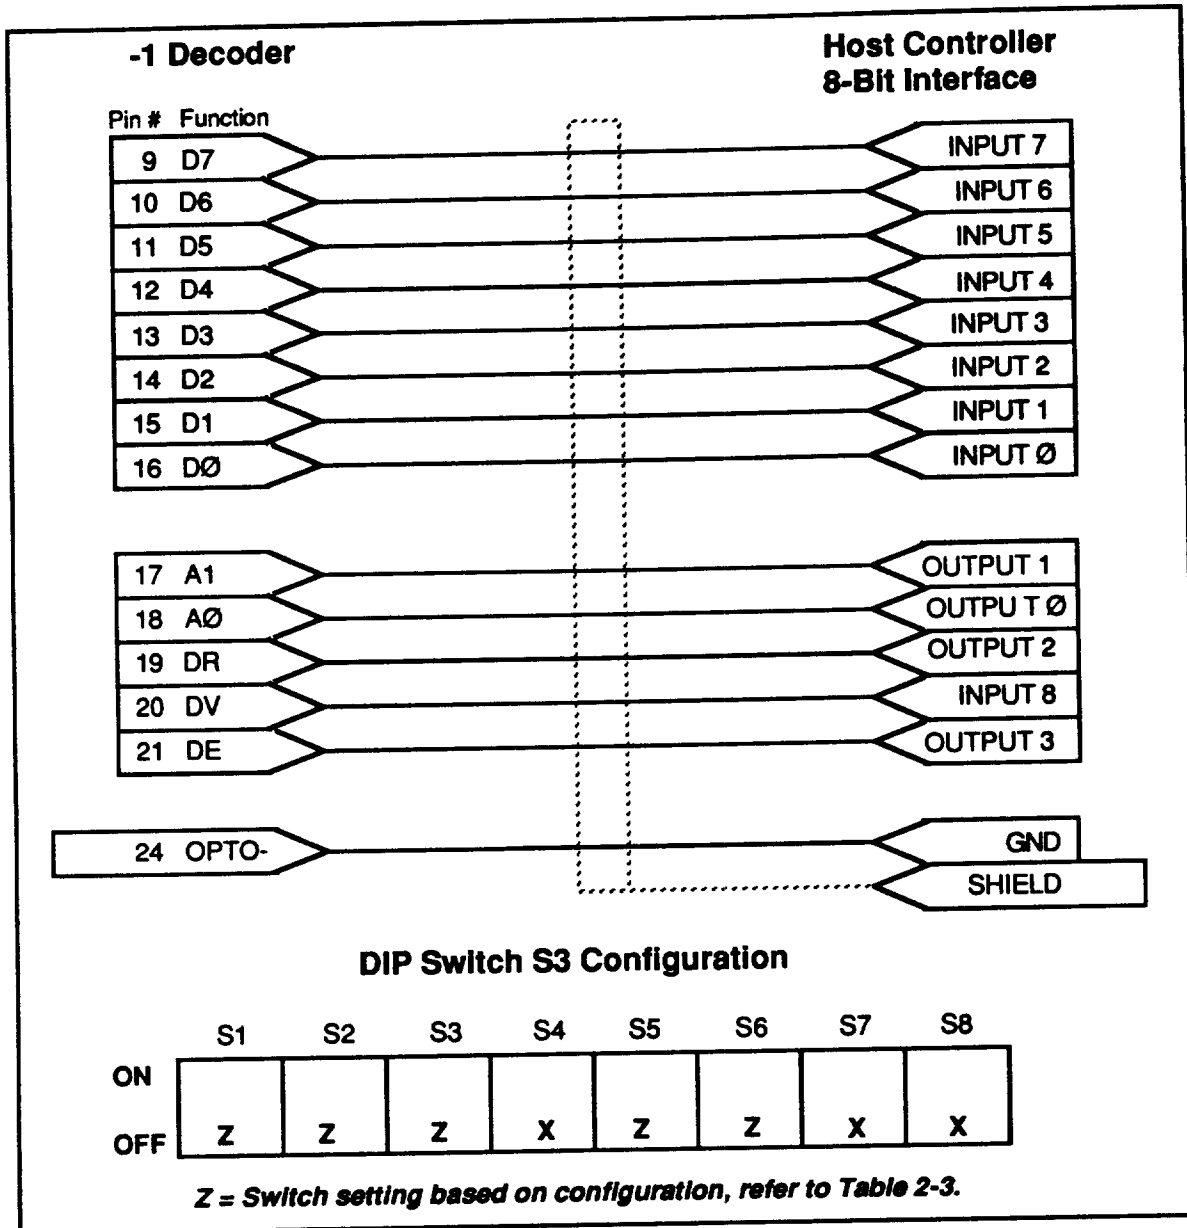 -1 Decoder
Host Controller
8-Bit Interface
Pin # Function
9 D7 INPUT 7
10 D6 INPUT 6
11 D5 INPUT 5
12 D4 INPUT 4
13 D3 INPUT 3
14 D2 INPUT 2
15 D1 INPUT 1
16 DØ INPUT Ø
17 A1 OUTPUT 1
18 AØ OUTPU T Ø
19 DR OUTPUT 2
20 DV INPUT 8
21 DE OUTPUT 3
24 OPTO- GND
SHIELD
DIP Switch S3 Configuration
S1 S2 S3 S4 S5 S6 S7 S8
ON
OFF Z Z Z X Z Z X X
Z = Switch setting based on configuration, refer to Table 2-3.